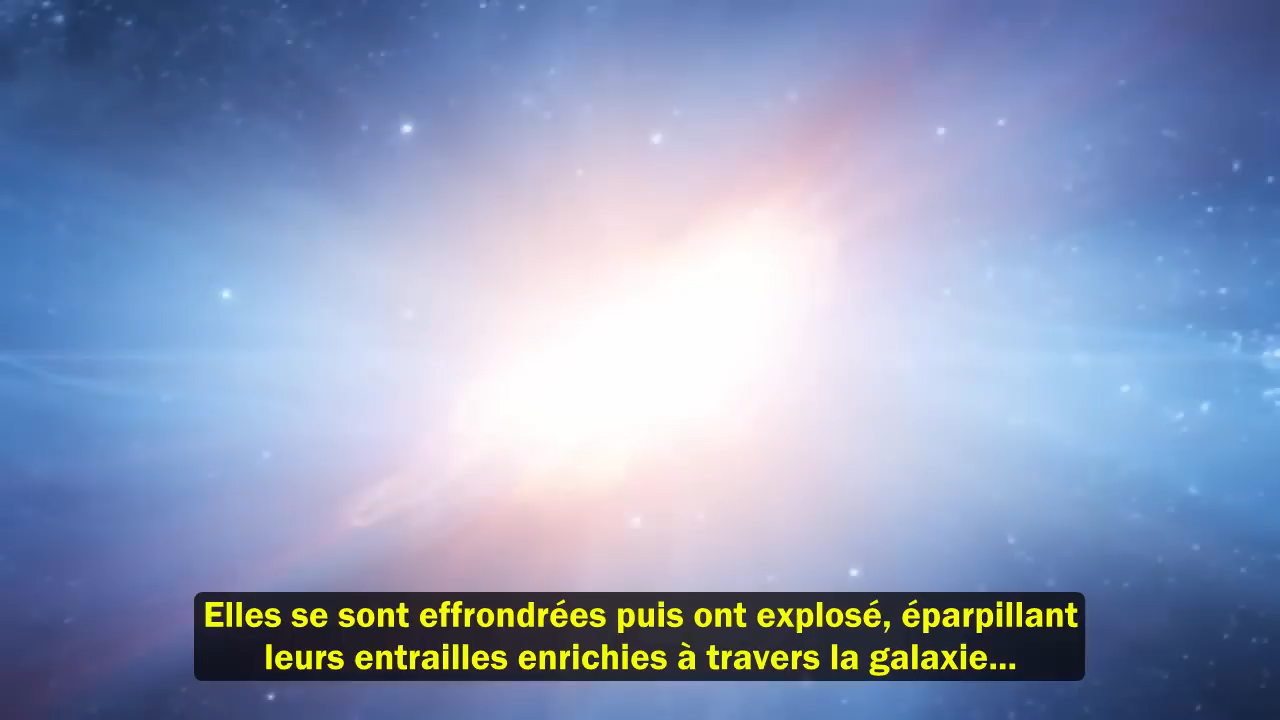 Elles se sont effrondrées puis ont explosé, éparpillant
leurs entrailles enrichies à travers la galaxie...